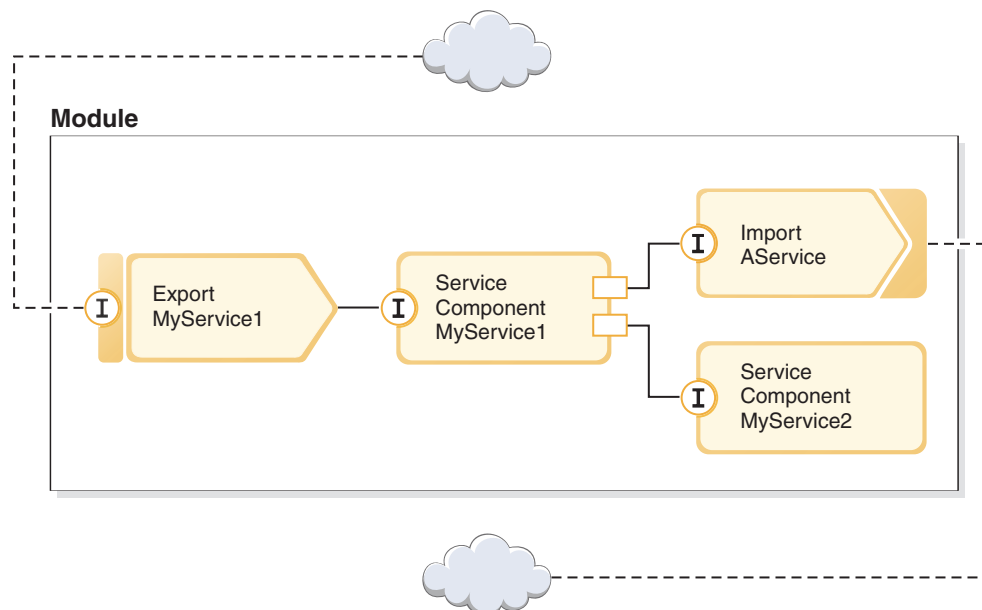 Module
Export
MyService1
Service
Component
MyService1
Import
AService
Service
Component
MyService2